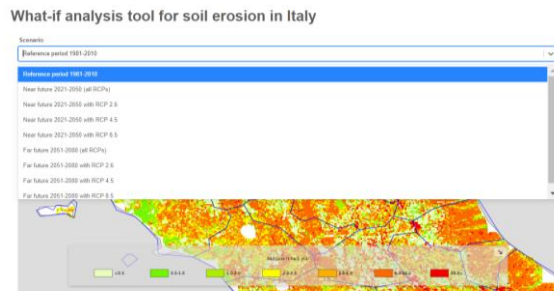 What-if analysis tool for soil erosion in Italy
Scenario
Reference period 1981-2010
Reference period 1981-2010
Near future 2021-2050 (all RCPs)
Near future 2021-2050 with RCP 2.6
Near future 2021-2050 with RCP 4.5
Near future 2021-2050 with RCP 8.5
Far future 2051-2080 (all RCPs)
Far future 2051-2080 with RCP 2.6
Far future 2051-2080 with RCP 4.5
Far future 2051-2080 with RCP 8.5